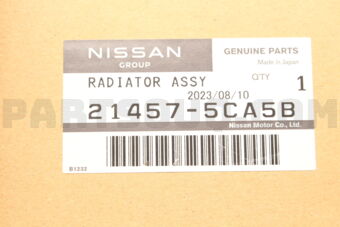 NISSAN
GROUP
GENUINE PARTS
Made in Japan
RADIATOR ASSY
Q'TY
1
2023/08/10
21457-5CA5B
Nissan Motor Co., Ltd.
B1232